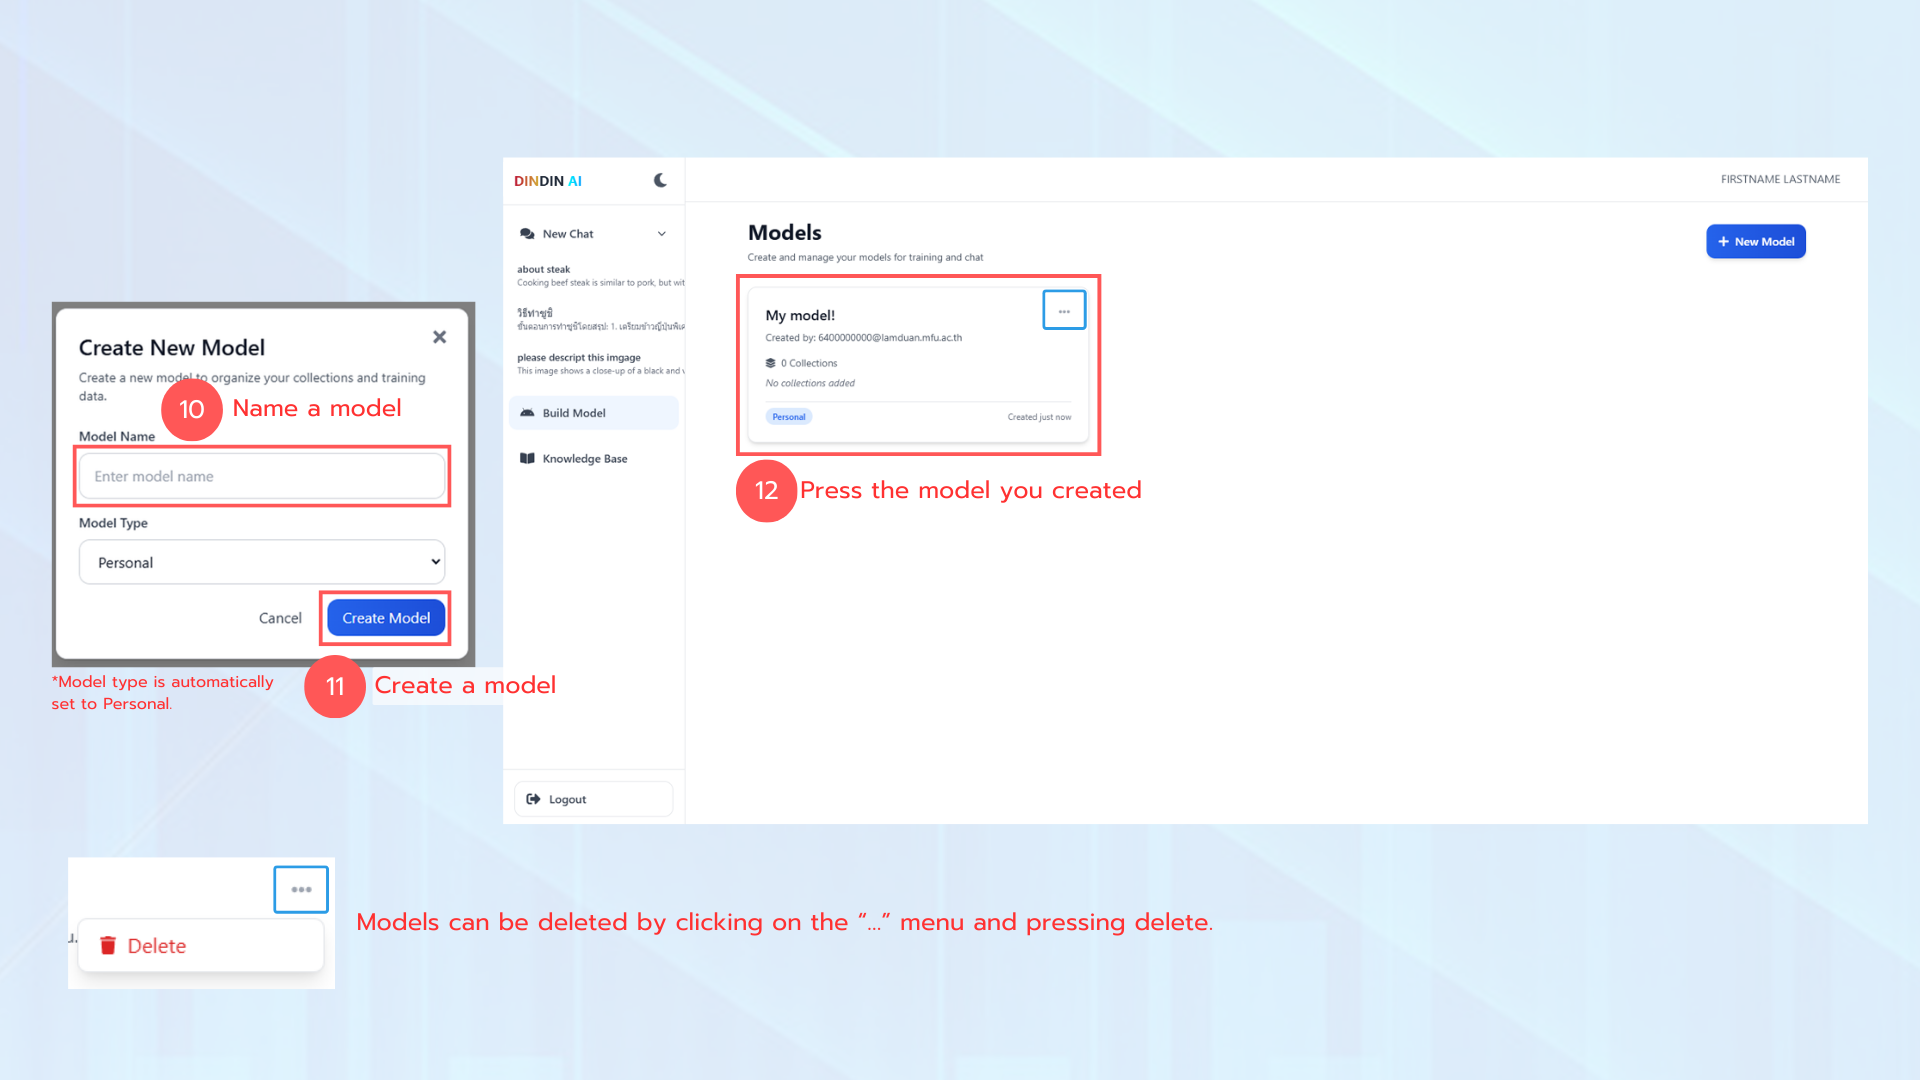 Create New Model
Create a new model to organize your collections and training
data.
10 Name a model
Model Name
Enter model name
Model Type
Personal
Cancel
Create Model
*Model type is automatically
set to Personal.
11 Create a model
DINDIN AI
FIRSTNAME LASTNAME
New Chat
about steak
Cooking beef steak is similar to pork, but wit
วิธีทำซูชิ
ขั้นตอนการทำซูชิโดยสรุป: 1. เตรียมข้าวญี่ปุ่นพิเศ
please descript this imgage
This image shows a close-up of a black and
Build Model
Knowledge Base
Logout
Models
Create and manage your models for training and chat
+ New Model
My model!
...
Created by: 6400000000@lamduan.mfu.ac.th
0 Collections
No collections added
Personal
Created just now
12 Press the model you created
...
u.
Delete
Models can be deleted by clicking on the “...” menu and pressing delete.